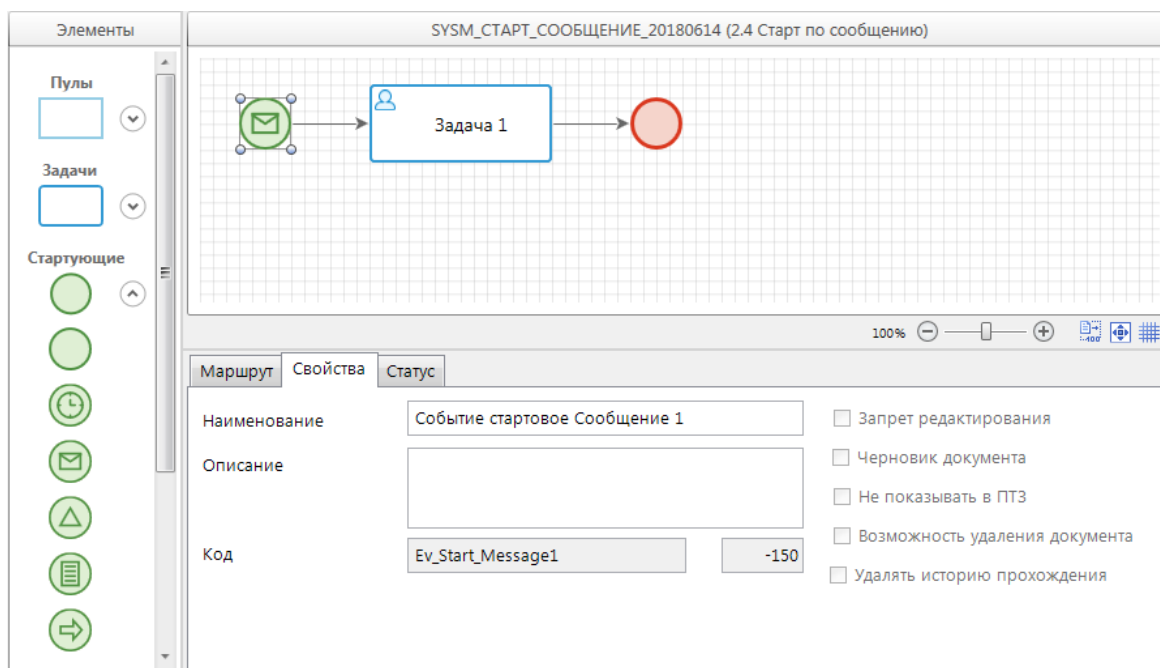 Элементы
SYSM_СТАРТ_СООБЩЕНИЕ_20180614 (2.4 Старт по сообщению)
Пулы
Задачи
Стартующие
Задача 1
100%
Маршрут
Свойства
Статус
Наименование
Событие стартовое Сообщение 1
Описание
Код
Ev_Start_Message1
-150
Запрет редактирования
Черновик документа
Не показывать в ПТЗ
Возможность удаления документа
Удалять историю прохождения